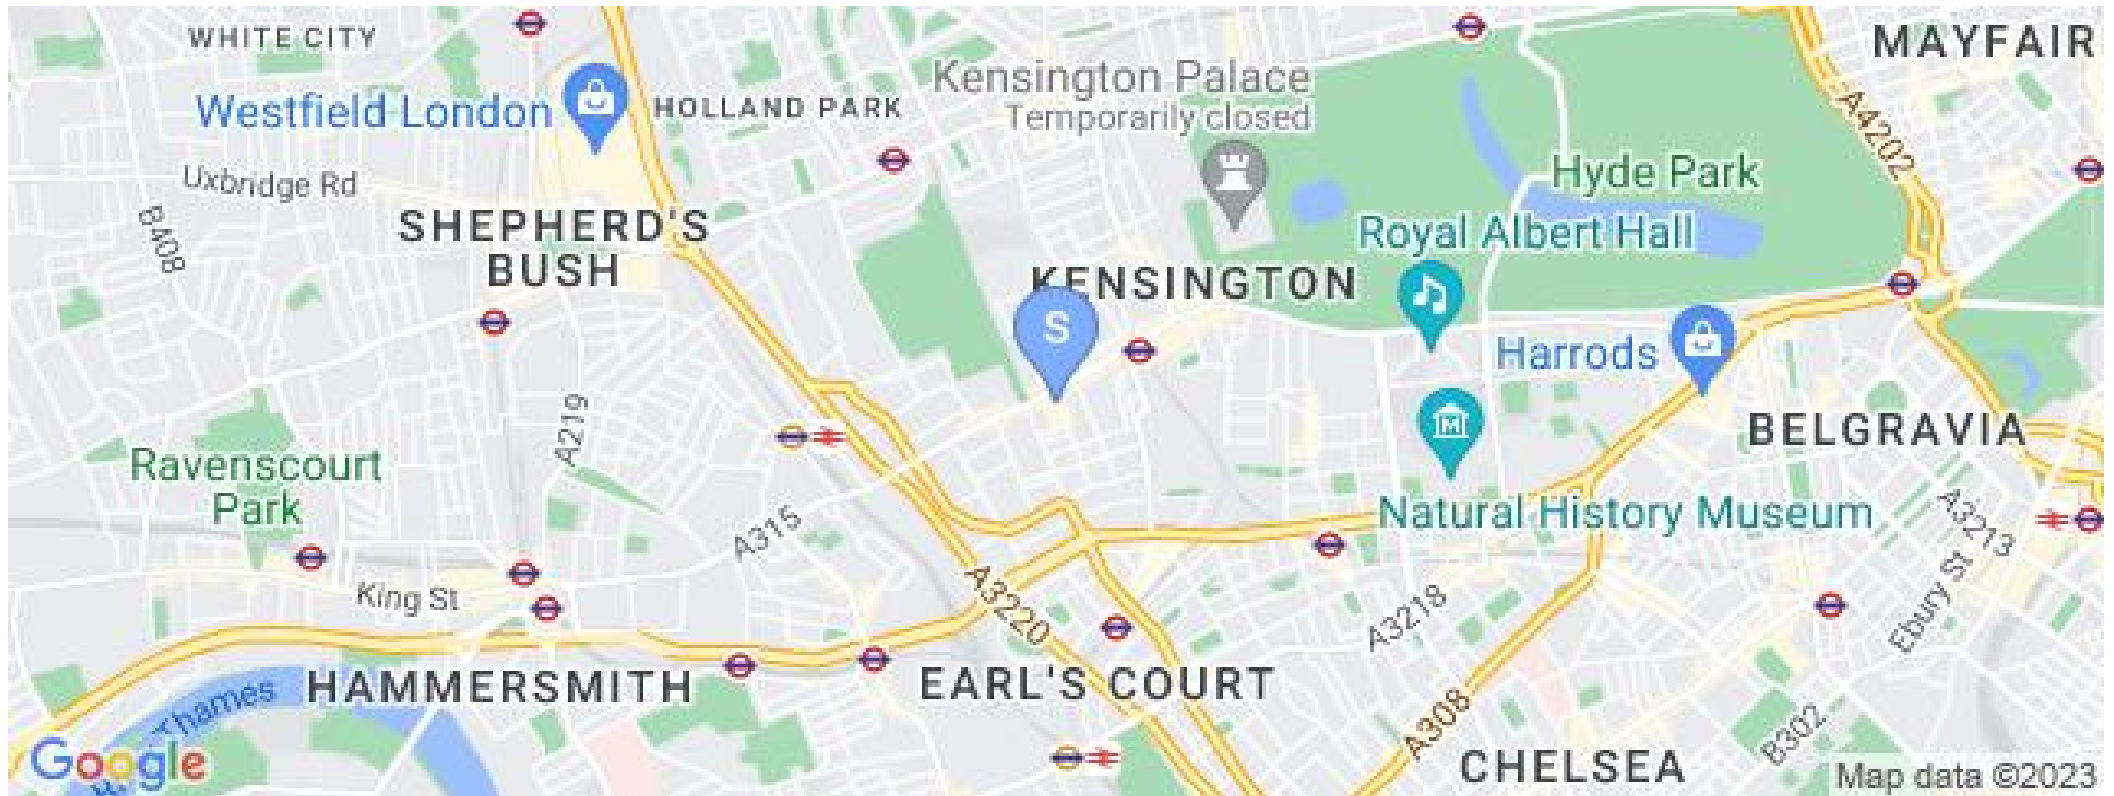 WHITE CITY
MAYFAIR
Kensington Palace
Temporarily closed
Westfield London
HOLLAND PARK
A4202
Hyde Park
Uxbridge Rd
B408
SHEPHERD'S
BUSH
Royal Albert Hall
KENSINGTON
S
Harrods
A219
BELGRAVIA
Ravenscourt
Park
M
Natural History Museum
A315
A3213
King St
A3220
A3218
Ebury St
HAMMERSMITH
EARL'S COURT
Thames
A308
B302
Google
CHELSEA
Map data ©2023